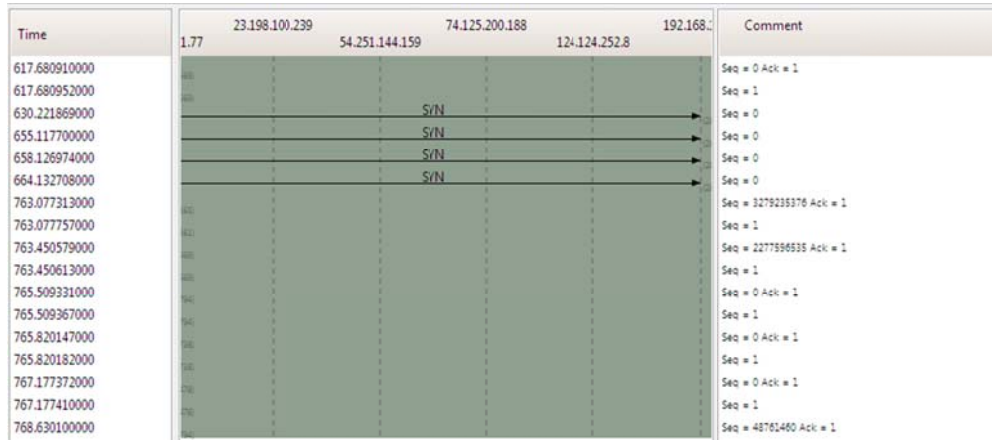 Time
23.198.100.239 74.125.200.188 192.168.
1.77 54.251.144.159 124.124.252.8
Comment
617.680910000 Seq = 0 Ack = 1
617.680952000 Seq = 1
630.221869000 SYN Seq = 0
655.117700000 SYN Seq = 0
658.126974000 SYN Seq = 0
664.132708000 SYN Seq = 0
763.077313000 Seq = 3279235376 Ack = 1
763.077757000 Seq = 1
763.450579000 Seq = 2277596535 Ack = 1
763.450613000 Seq = 1
765.509331000 Seq = 0 Ack = 1
765.509367000 Seq = 1
765.820147000 Seq = 0 Ack = 1
765.820182000 Seq = 1
767.177372000 Seq = 0 Ack = 1
767.177410000 Seq = 1
768.630100000 Seq = 48761460 Ack = 1